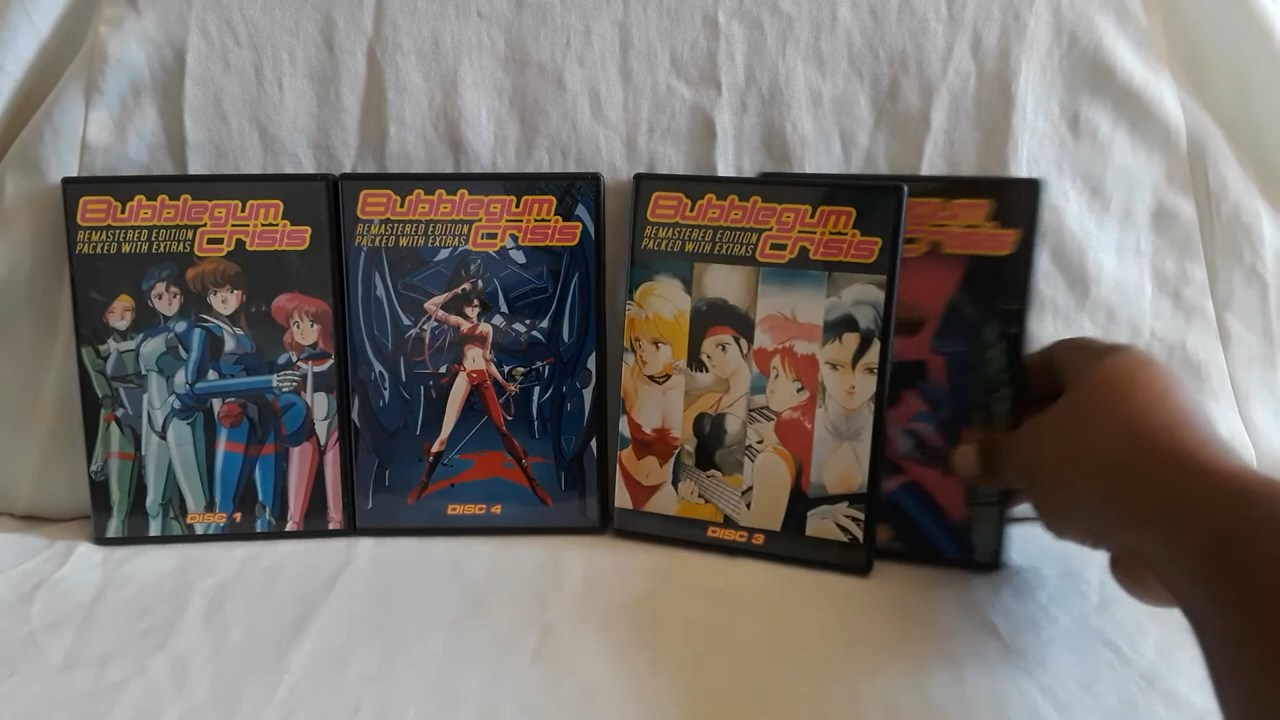 Bubblegum
Crisis
REMASTERED EDITION
PACKED WITH EXTRAS
DISC 1
Bubblegum
Crisis
REMASTERED EDITION
PACKED WITH EXTRAS
DISC 4
Bubblegum
Crisis
REMASTERED EDITION
PACKED WITH EXTRAS
DISC 3